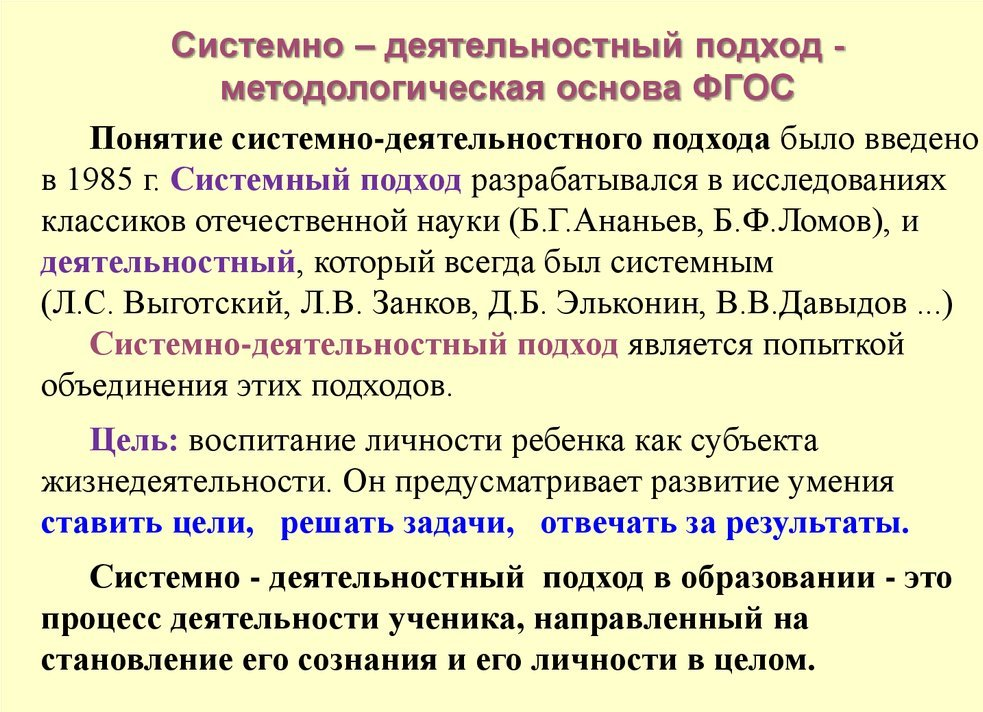 Системно – деятельностный подход -
методологическая основа ФГОС
Понятие системно-деятельностного подхода было введено
в 1985 г. Системный подход разрабатывался в исследованиях
классиков отечественной науки (Б.Г.Ананьев, Б.Ф.Ломов), и
деятельностный, который всегда был системным
(Л.С. Выготский, Л.В. Занков, Д.Б. Эльконин, В.В.Давыдов ...)
Системно-деятельностный подход является попыткой
объединения этих подходов.
Цель: воспитание личности ребенка как субъекта
жизнедеятельности. Он предусматривает развитие умения
ставить цели, решать задачи, отвечать за результаты.
Системно - деятельностный подход в образовании - это
процесс деятельности ученика, направленный на
становление его сознания и его личности в целом.